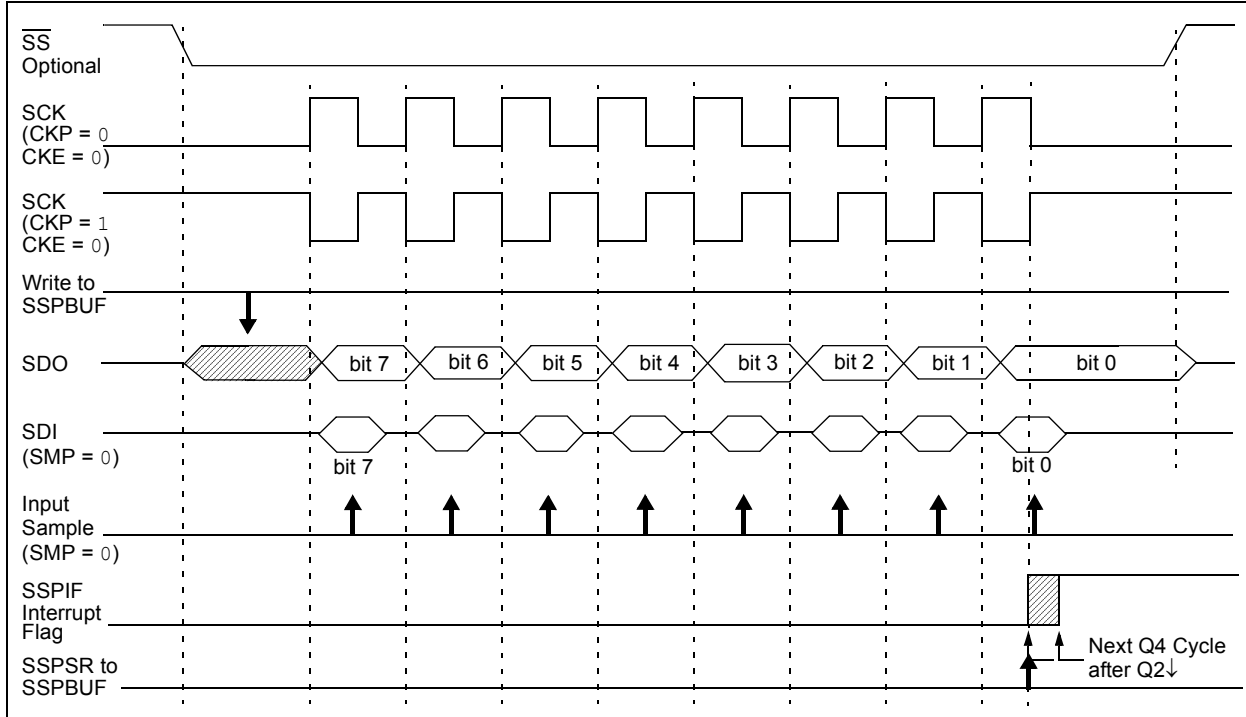 SS
Optional
SCK
(CKP = 0
CKE = 0)
SCK
(CKP = 1
CKE = 0)
Write to
SSPBUF
SDO
bit 7
bit 6
bit 5
bit 4
bit 3
bit 2
bit 1
bit 0
SDI
(SMP = 0)
bit 7
bit 0
Input
Sample
(SMP = 0)
SSPIF
Interrupt
Flag
Next Q4 Cycle
after Q2↓
SSPSR to
SSPBUF